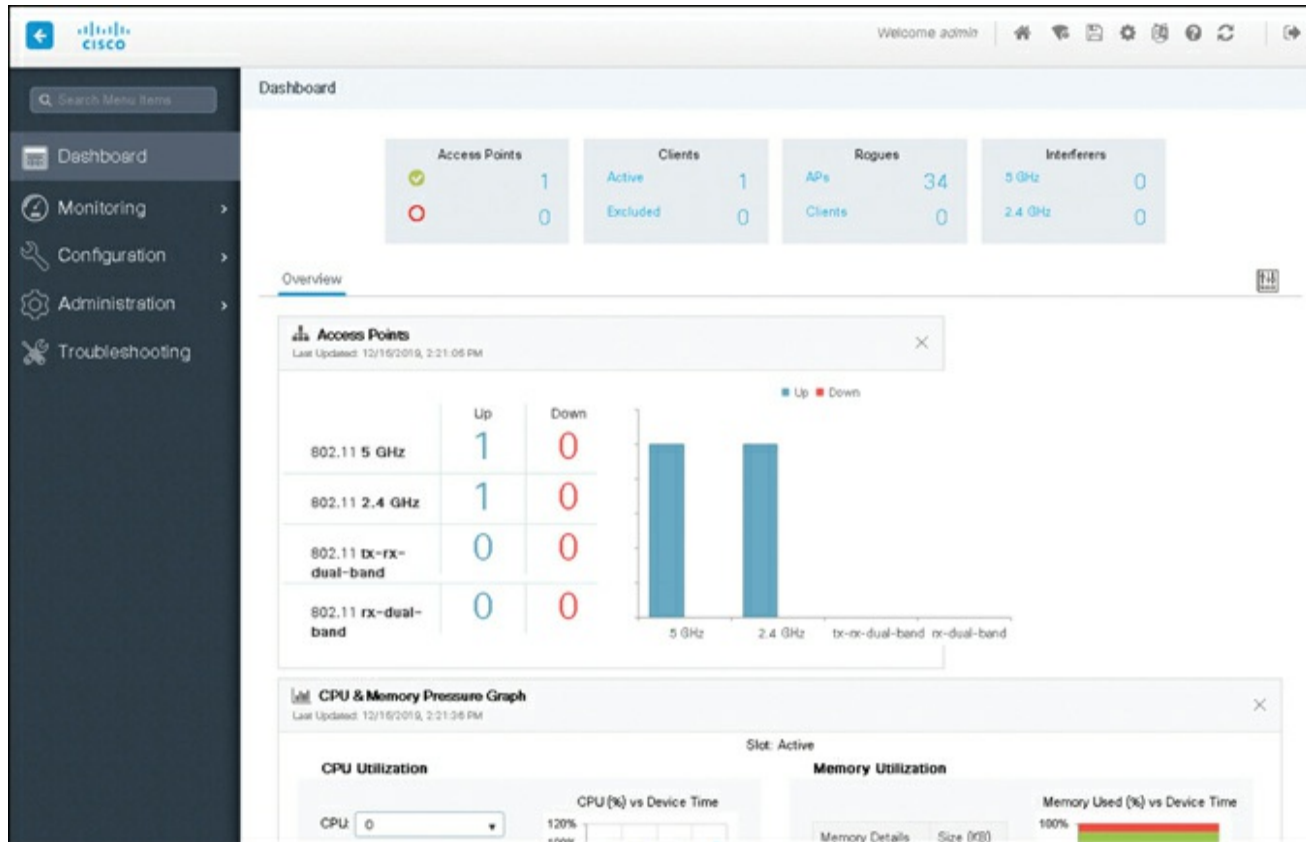 CISCO
Welcome admin
Search Menu Items
Dashboard
Monitoring
Configuration
Administration
Troubleshooting
Dashboard
Access Points
1
0
Clients
Active 1
Excluded 0
Rogues
APs 34
Clients 0
Interferers
5 GHz 0
2.4 GHz 0
Overview
Access Points
Last Updated: 12/16/2019, 2:21:06 PM
Up Down
Up Down
802.11 5 GHz 1 0
802.11 2.4 GHz 1 0
802.11 tx-rx-
dual-band 0 0
802.11 rx-dual-
band 0 0
5 GHz 2.4 GHz tx-rx-dual-band rx-dual-band
CPU & Memory Pressure Graph
Last Updated: 12/16/2019, 2:21:36 PM
Slot: Active
CPU Utilization
CPU: 0
CPU (%) vs Device Time
120%
100%
Memory Utilization
Memory Details Size (KB)
Memory Used (%) vs Device Time
100%